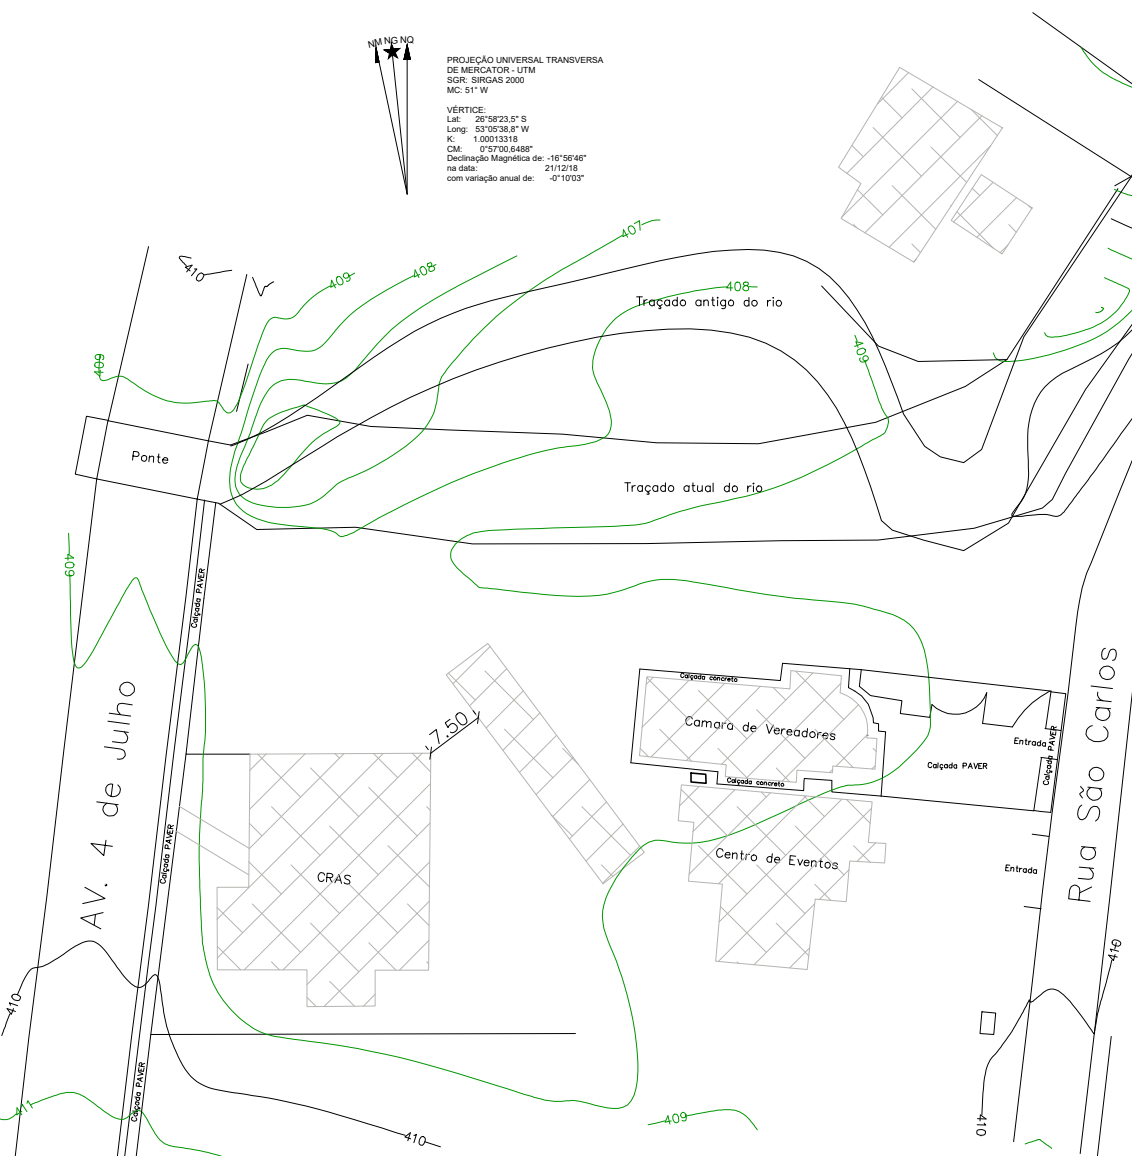 NM NG NQ
PROJEÇÃO UNIVERSAL TRANSVERSA
DE MERCATOR - UTM
SGR: SIRGAS 2000
MC: 51° W
VÉRTICE:
Lat: 26°58'23,5" S
Long: 53°05'38,8" W
K: 1.00013318
CM: 0°57'00,6488"
Declinação Magnética de: -16°56'46"
na data: 21/12/18
com variação anual de: -0°10'03"
407
410
409
408
408
Traçado antigo do rio
409
409
Ponte
Traçado atual do rio
409
Calçada PAVER
AV. 4 de Julho
7.50
Calçada concreto
Camara de Vereadores
Entrada
Calçada PAVER
Calçada PAVER
Calçada concreto
Rua São Carlos
Calçada PAVER
CRAS
Centro de Eventos
Entrada
410
410
Calçada PAVER
411
409
410
410